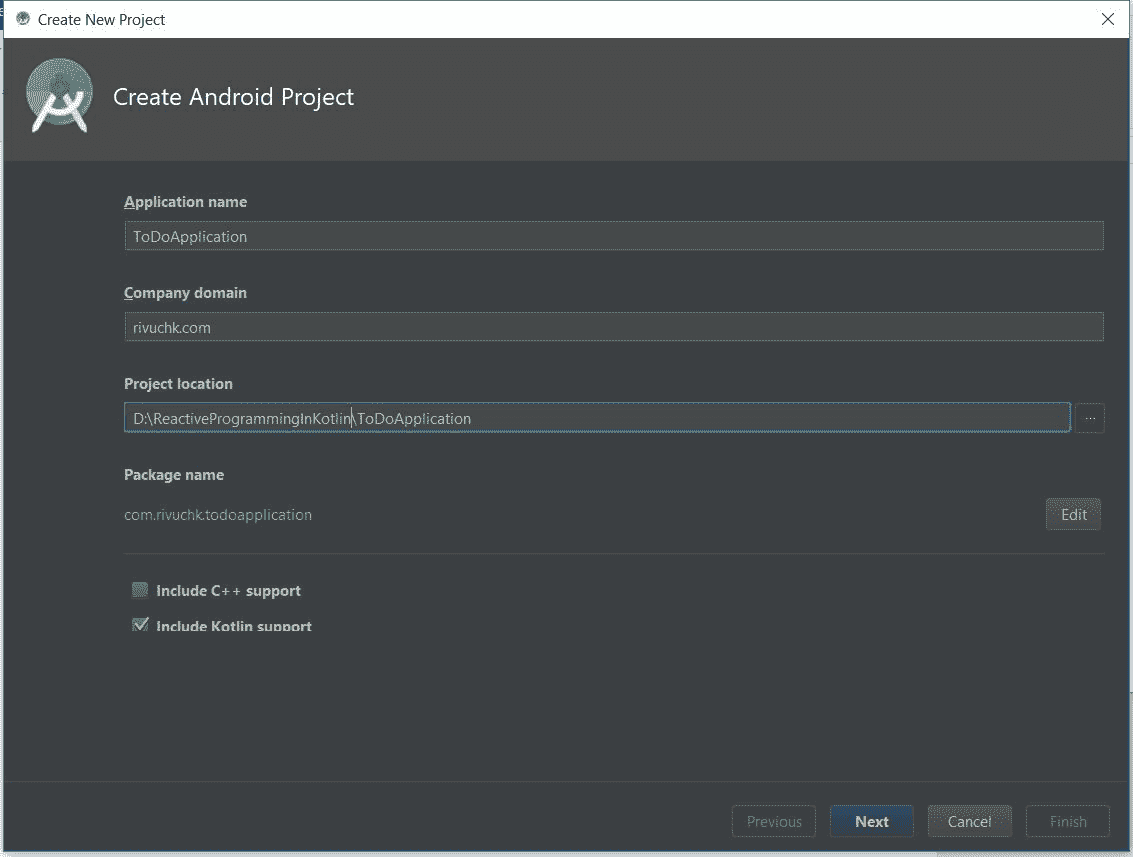 Create New Project
Create Android Project
Application name
ToDoApplication
Company domain
rivuchk.com
Project location
D:\ReactiveProgrammingInKotlin\ToDoApplication
...
Package name
com.rivuchk.todoapplication
Edit
Include C++ support
Include Kotlin support
Previous
Next
Cancel
Finish